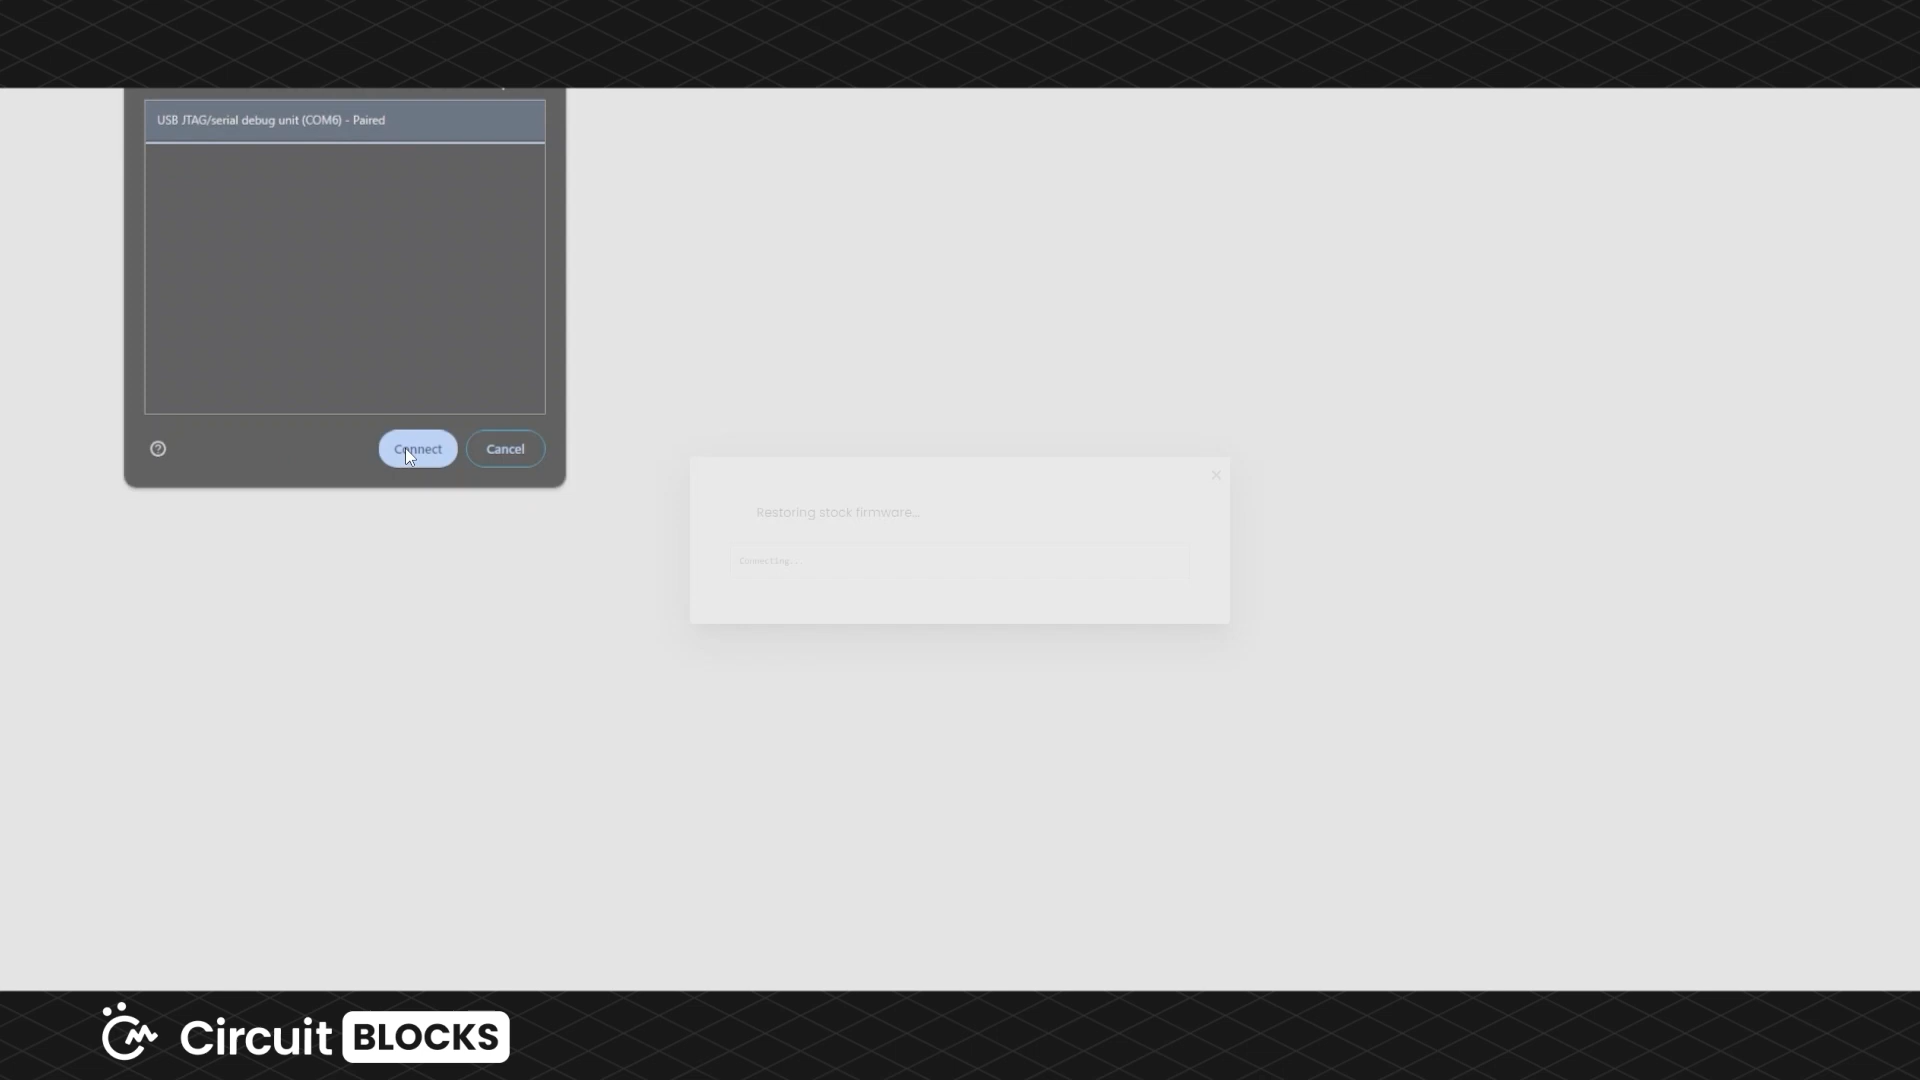 USB JTAG/serial debug unit (COM6) - Paired
Connect
Cancel
Restoring stock firmware...
Connecting...
Circuit BLOCKS